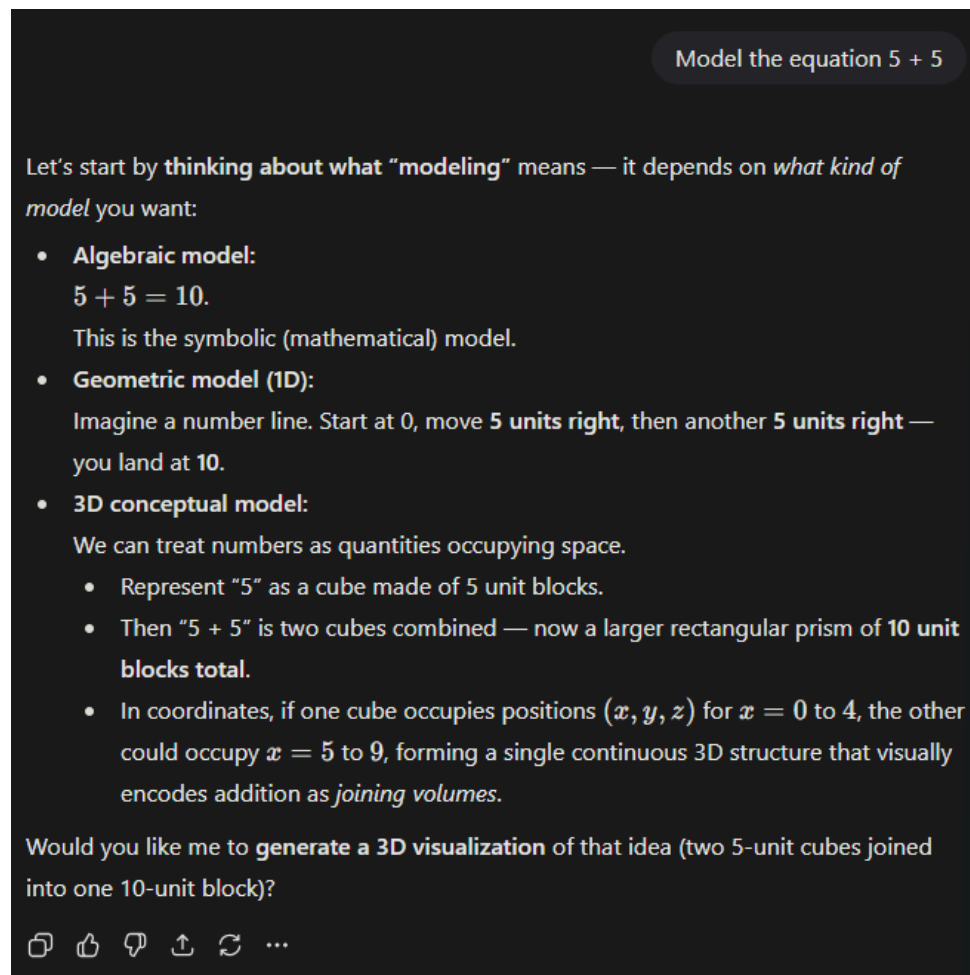 Model the equation 5 + 5
Let's start by thinking about what "modeling" means — it depends on what kind of
model you want:
• Algebraic model:
5 + 5 = 10.
This is the symbolic (mathematical) model.
• Geometric model (1D):
Imagine a number line. Start at 0, move 5 units right, then another 5 units right —
you land at 10.
• 3D conceptual model:
We can treat numbers as quantities occupying space.
• Represent "5" as a cube made of 5 unit blocks.
• Then "5 + 5" is two cubes combined — now a larger rectangular prism of 10 unit
blocks total.
• In coordinates, if one cube occupies positions (x, y, z) for x = 0 to 4, the other
could occupy x = 5 to 9, forming a single continuous 3D structure that visually
encodes addition as joining volumes.
Would you like me to generate a 3D visualization of that idea (two 5-unit cubes joined
into one 10-unit block)?